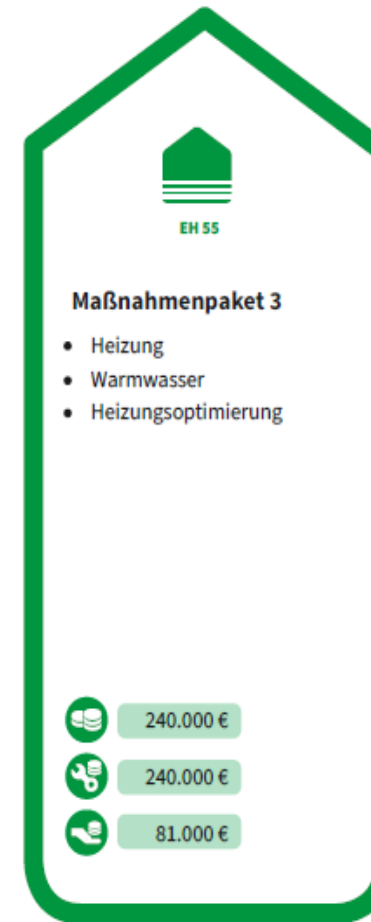 EH 55
Maßnahmenpaket 3
• Heizung
• Warmwasser
• Heizungsoptimierung
240.000 €
240.000 €
81.000 €